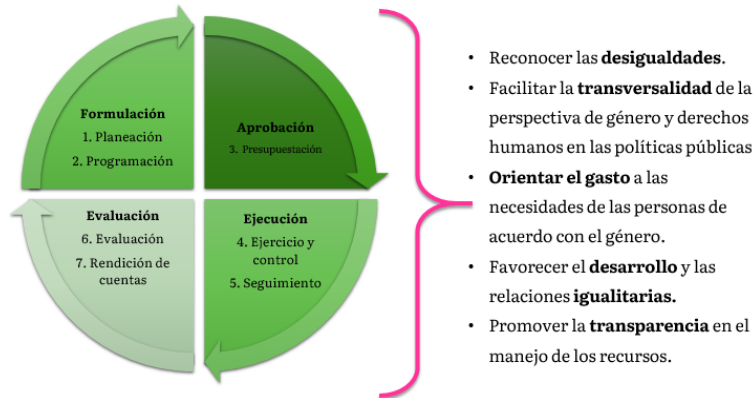 Formulación
1. Planeación
2. Programación
Aprobación
3. Presupuestación
Evaluación
6. Evaluación
7. Rendición de
cuentas
Ejecución
4. Ejercicio y
control
5. Seguimiento
• Reconocer las desigualdades.
• Facilitar la transversalidad de la
perspectiva de género y derechos
humanos en las políticas públicas
• Orientar el gasto a las
necesidades de las personas de
acuerdo con el género.
• Favorecer el desarrollo y las
relaciones igualitarias.
• Promover la transparencia en el
manejo de los recursos.